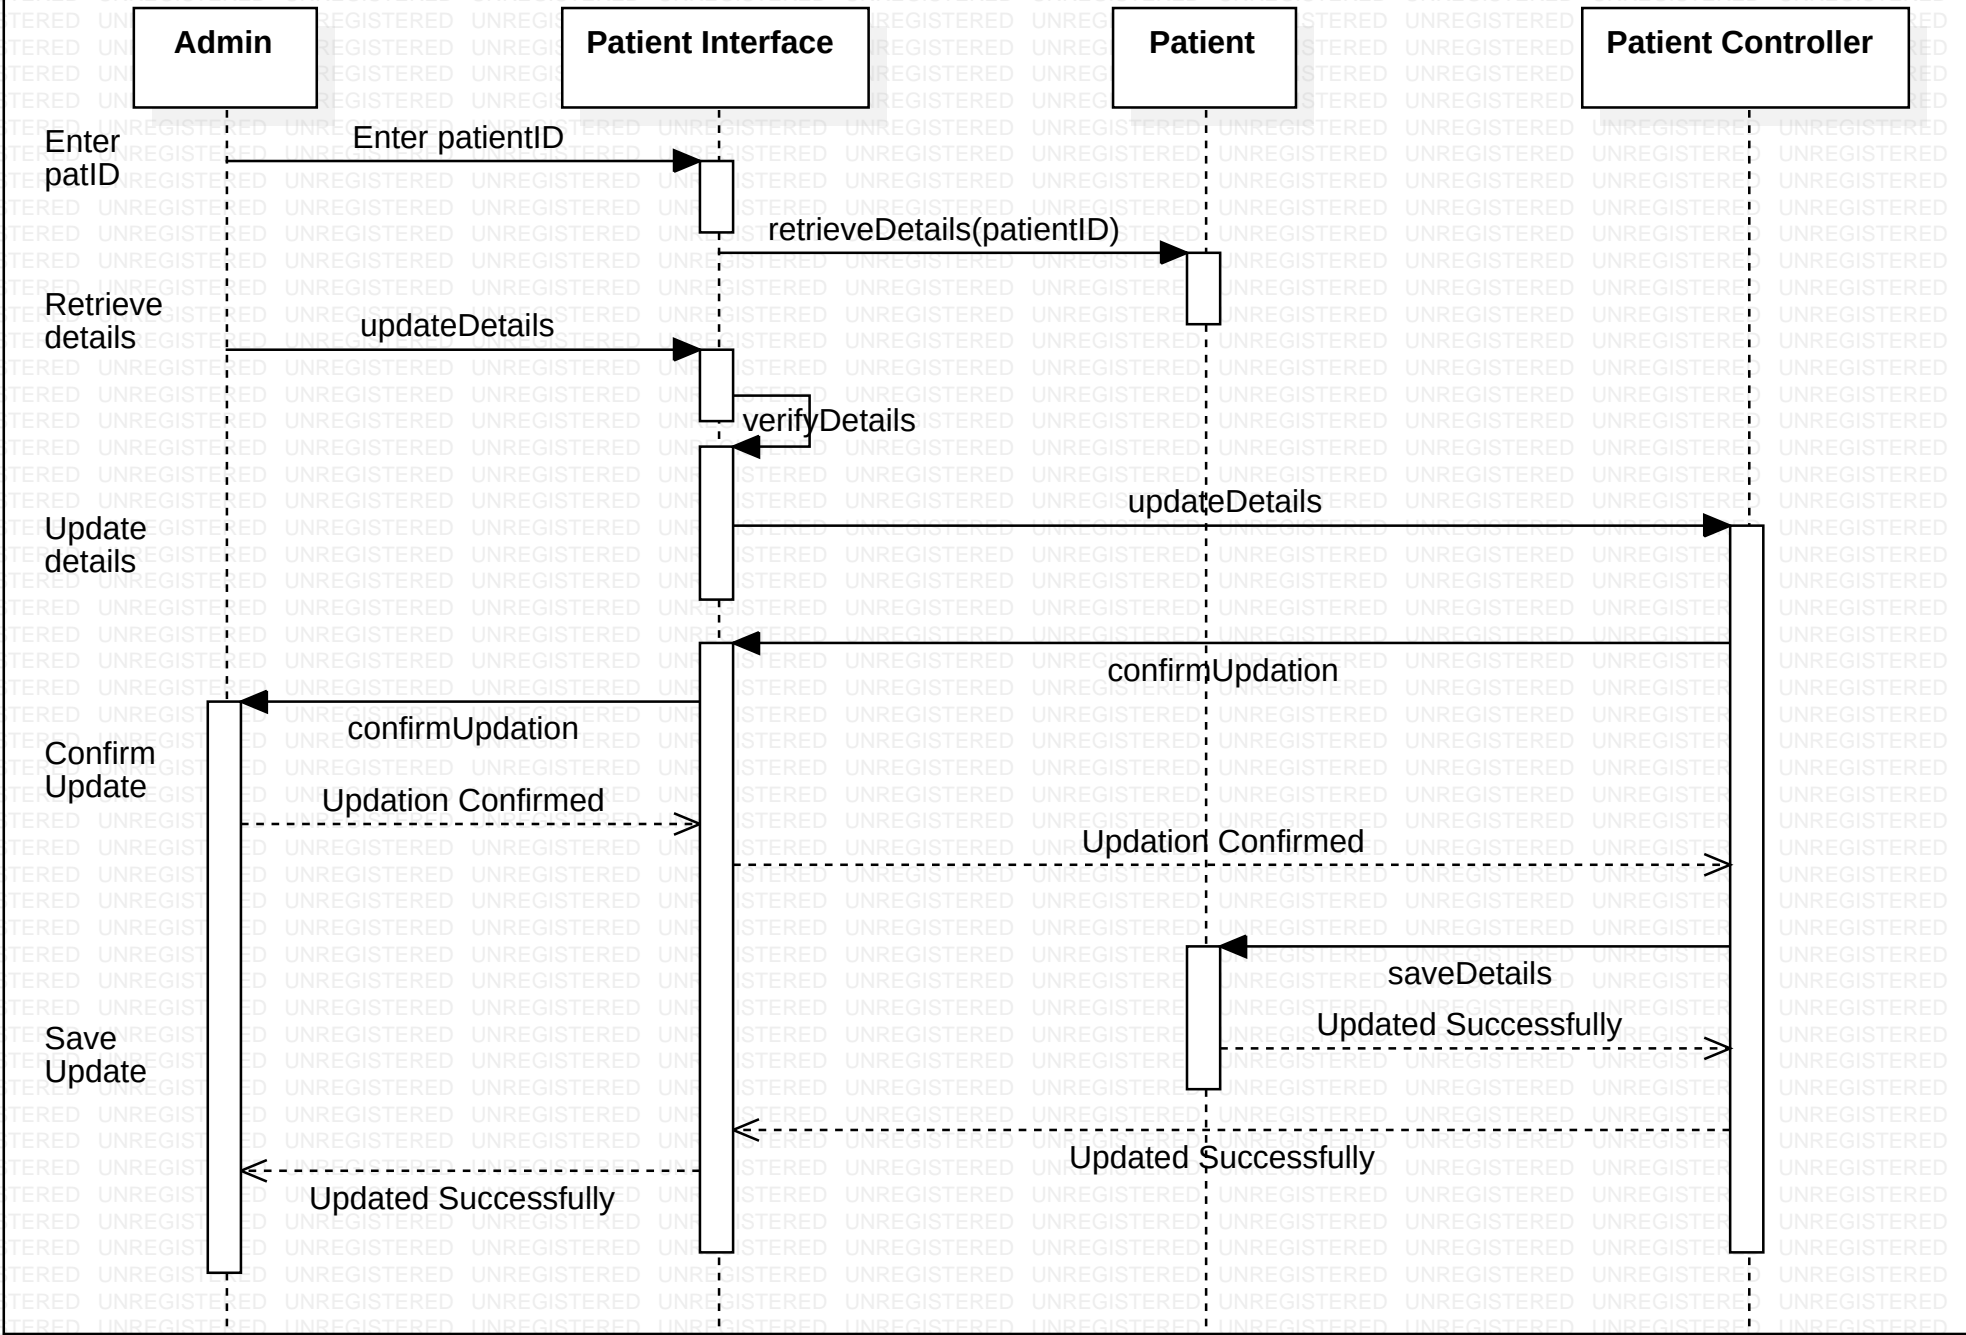 Admin
Patient Interface
Patient
Patient Controller
Enter
patID
Enter patientID
retrieveDetails(patientID)
Retrieve
details
updateDetails
verifyDetails
updateDetails
Update
details
confirmUpdation
confirmUpdation
Confirm
Update
Updation Confirmed
Updation Confirmed
saveDetails
Updated Successfully
Save
Update
Updated Successfully
Updated Successfully
UNREGISTERED